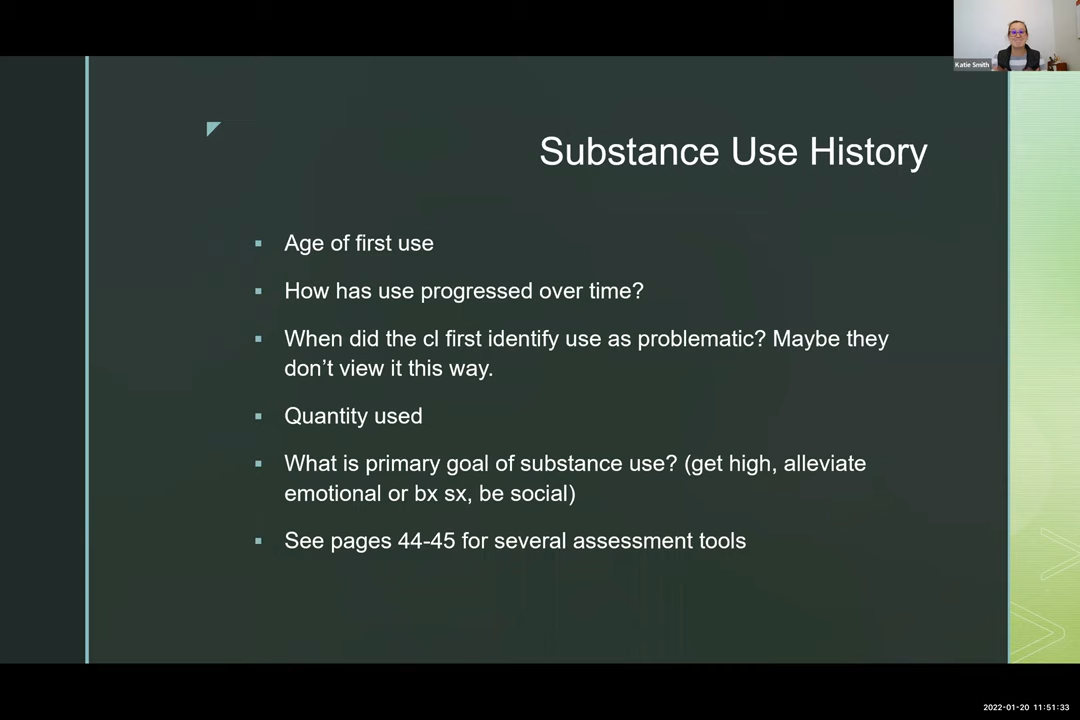 Katie Smith
Substance Use History
▪ Age of first use
▪ How has use progressed over time?
▪ When did the cl first identify use as problematic? Maybe they
don’t view it this way.
▪ Quantity used
▪ What is primary goal of substance use? (get high, alleviate
emotional or bx sx, be social)
▪ See pages 44-45 for several assessment tools
2022-01-20 11:51:33